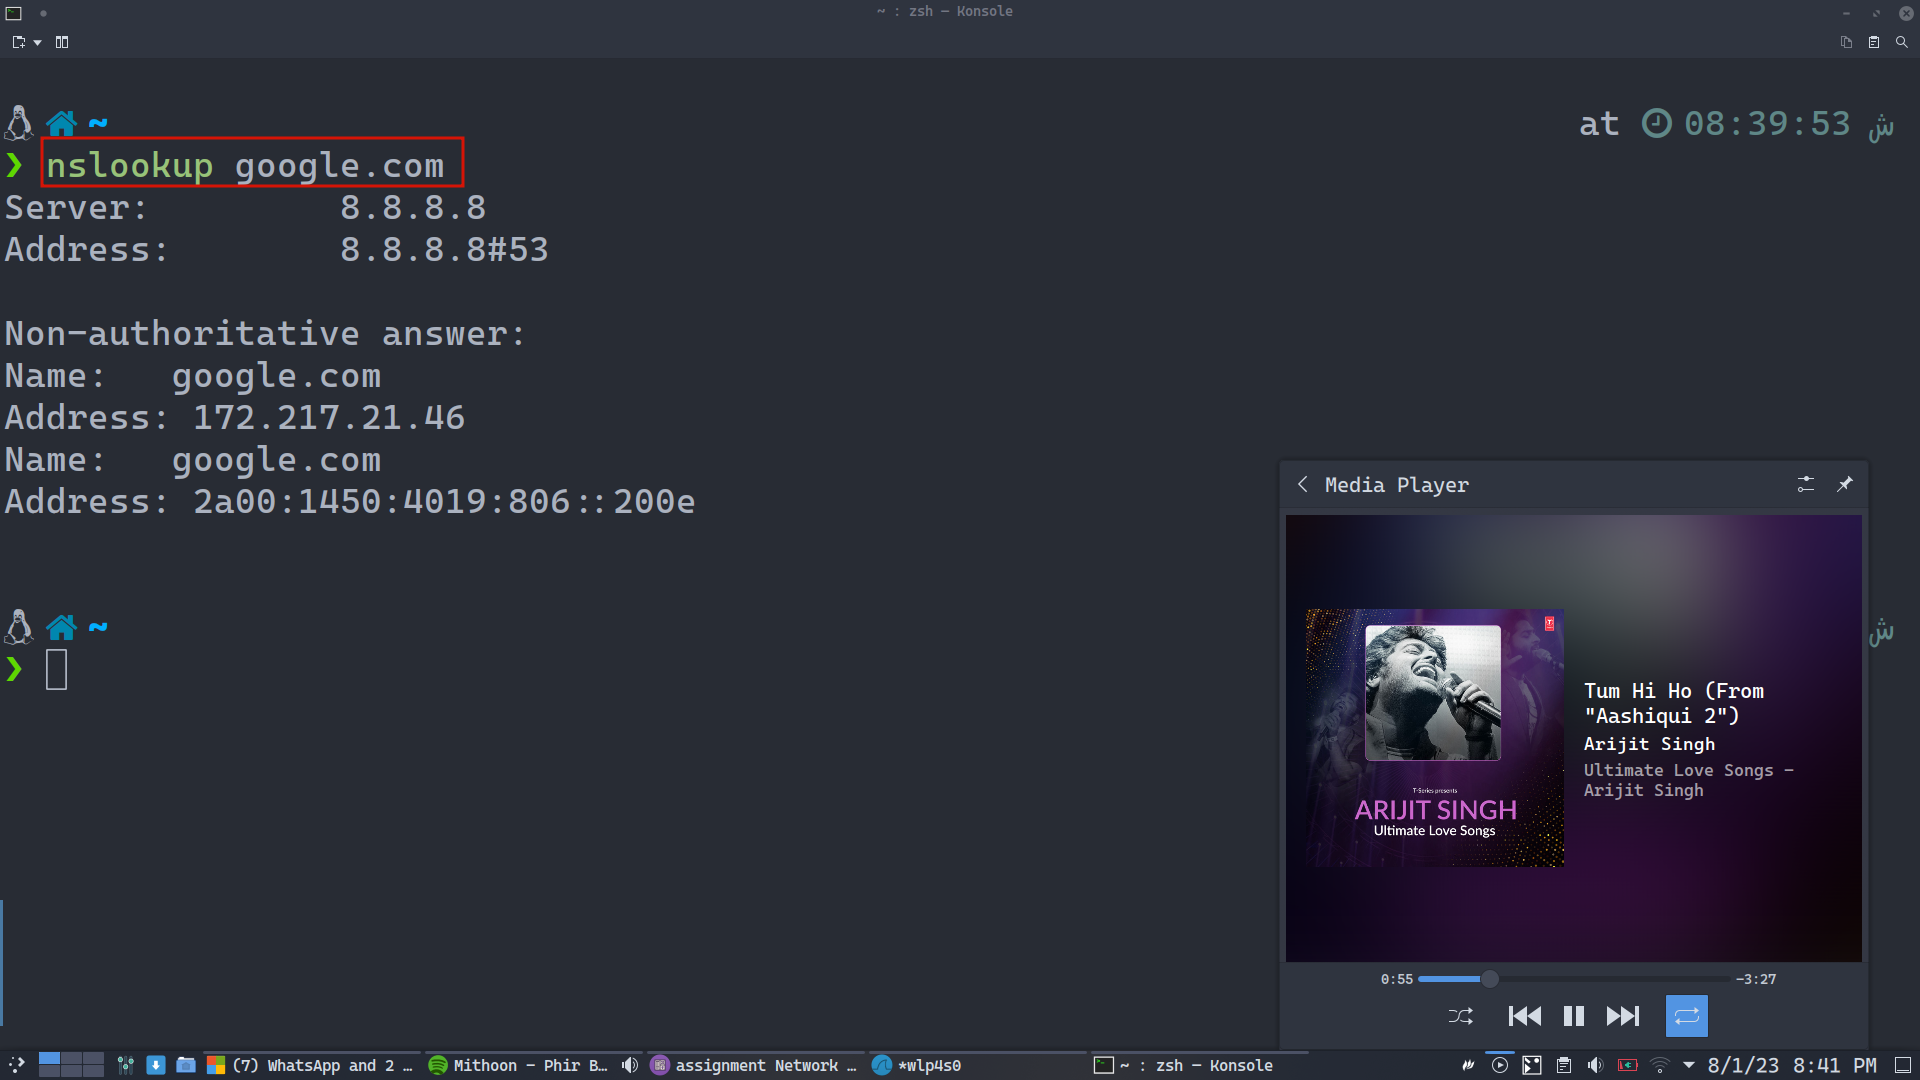 ~ : zsh — Konsole
~
at 08:39:53 ش
❯ nslookup google.com
Server: 8.8.8.8
Address: 8.8.8.8#53
Non-authoritative answer:
Name: google.com
Address: 172.217.21.46
Name: google.com
Address: 2a00:1450:4019:806::200e
~
ش
❯
Media Player
T-Series presents
ARIJIT SINGH
Ultimate Love Songs
Tum Hi Ho (From
"Aashiqui 2")
Arijit Singh
Ultimate Love Songs –
Arijit Singh
0:55
-3:27
(7) WhatsApp and 2 …
Mithoon - Phir B…
assignment Network …
*wlp4s0
~ : zsh — Konsole
8/1/23 8:41 PM